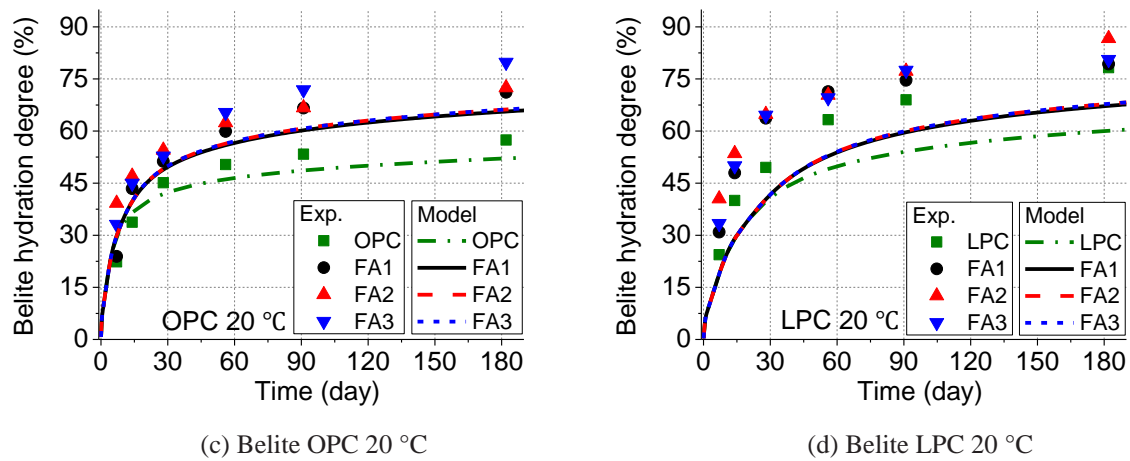 Belite hydration degree (%)
90
75
60
45
30
15
0
0 30 60 90 120 150 180
Time (day)
OPC 20 ℃
Exp.
OPC
FA1
FA2
FA3
Model
OPC
FA1
FA2
FA3
(c) Belite OPC 20 °C
Belite hydration degree (%)
90
75
60
45
30
15
0
0 30 60 90 120 150 180
Time (day)
LPC 20 ℃
Exp.
LPC
FA1
FA2
FA3
Model
LPC
FA1
FA2
FA3
(d) Belite LPC 20 °C